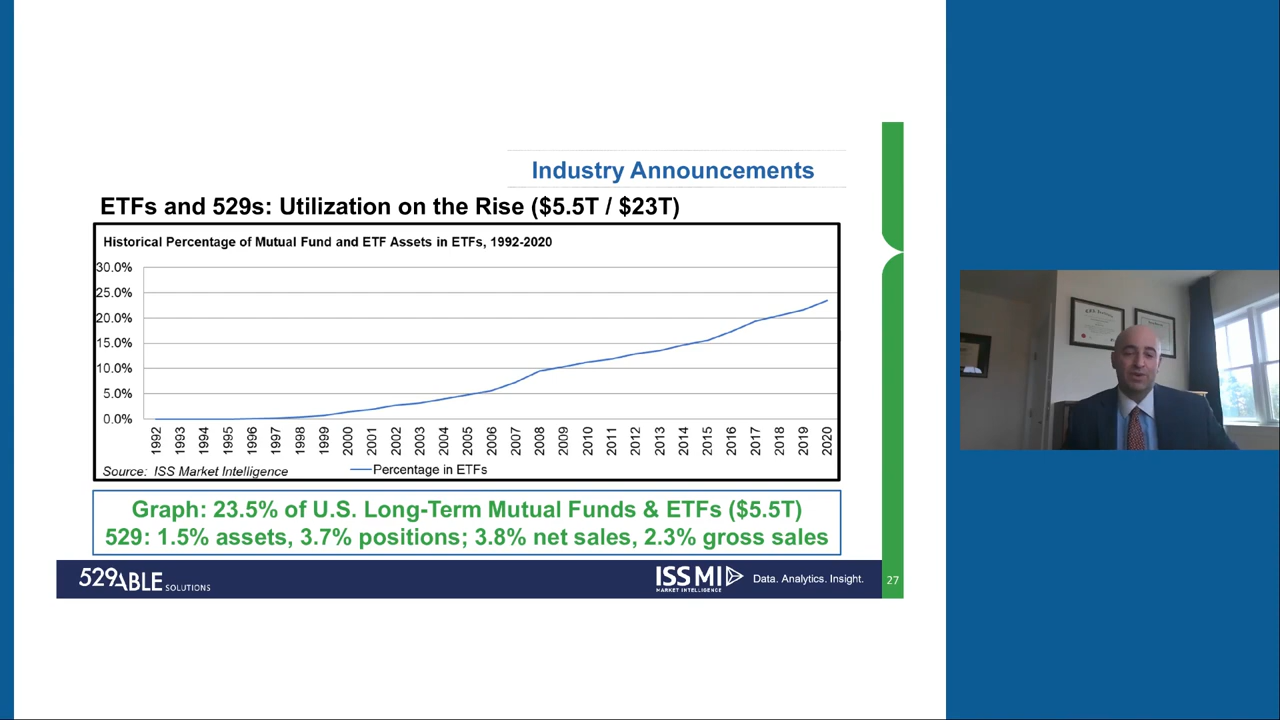 Industry Announcements
ETFs and 529s: Utilization on the Rise ($5.5T / $23T)
Historical Percentage of Mutual Fund and ETF Assets in ETFs, 1992-2020
30.0%
25.0%
20.0%
15.0%
10.0%
5.0%
0.0%
1992 1993 1994 1995 1996 1997 1998 1999 2000 2001 2002 2003 2004 2005 2006 2007 2008 2009 2010 2011 2012 2013 2014 2015 2016 2017 2018 2019 2020
Source: ISS Market Intelligence
Percentage in ETFs
Graph: 23.5% of U.S. Long-Term Mutual Funds & ETFs ($5.5T)
529: 1.5% assets, 3.7% positions; 3.8% net sales, 2.3% gross sales
529ABLE SOLUTIONS
ISS MI
MARKET INTELLIGENCE
Data. Analytics. Insight.
27